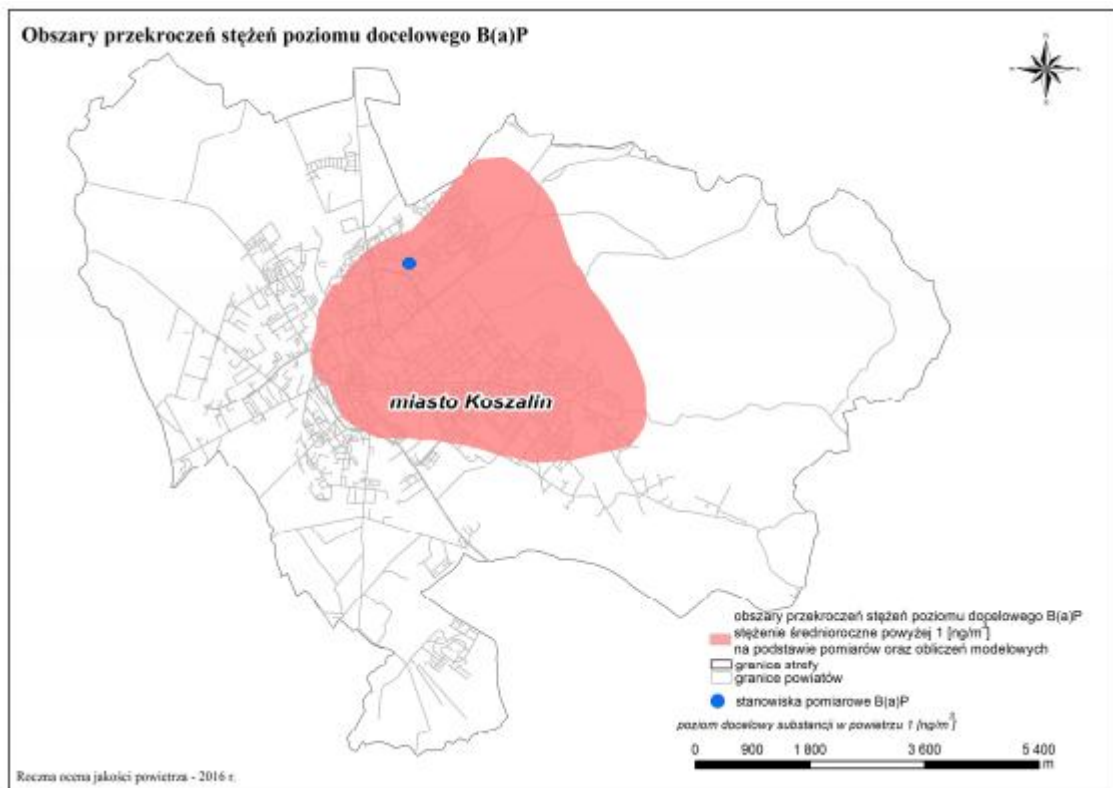 Obszary przekroczeń stężeń poziomu docelowego B(a)P
N
S
miasto Koszalin
obszary przekroczeń stężeń poziomu docelowego B(a)P
stężenie średnioroczne powyżej 1 [ng/m³]
na podstawie pomiarów oraz obliczeń modelowych
granice strefy
granice powiatów
stanowiska pomiarowe B(a)P
poziom docelowy substancji w powietrzu 1 [ng/m³]
0 900 1 800 3 600 5 400
m
Roczna ocena jakości powietrza - 2016 r.